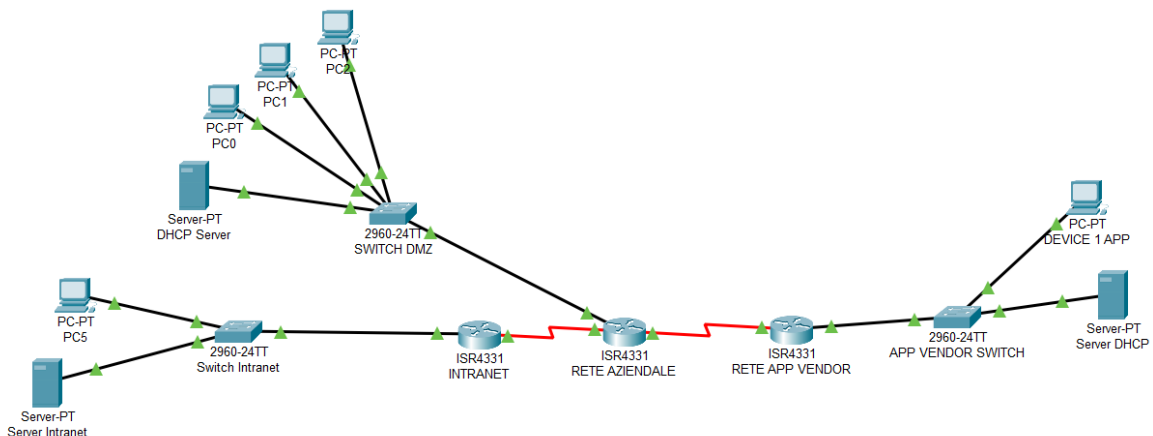 PC-PT
PC2
PC-PT
PC1
PC-PT
PC0
Server-PT
DHCP Server
2960-24TT
SWITCH DMZ
PC-PT
DEVICE 1 APP
PC-PT
PC5
2960-24TT
Switch Intranet
ISR4331
INTRANET
ISR4331
RETE AZIENDALE
ISR4331
RETE APP VENDOR
2960-24TT
APP VENDOR SWITCH
Server-PT
Server DHCP
Server-PT
Server Intranet